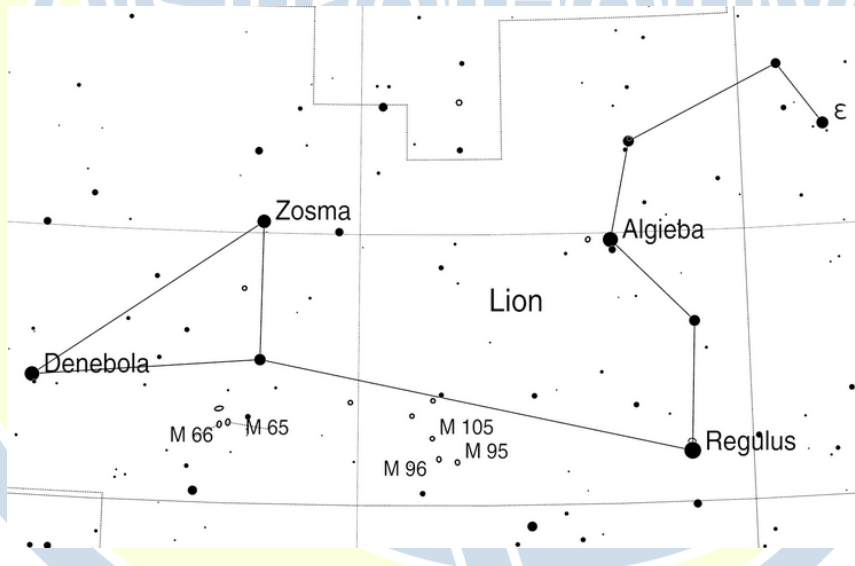 ε
Zosma
Algieba
Lion
Denebola
M 66
M 65
M 105
M 95
M 96
Regulus